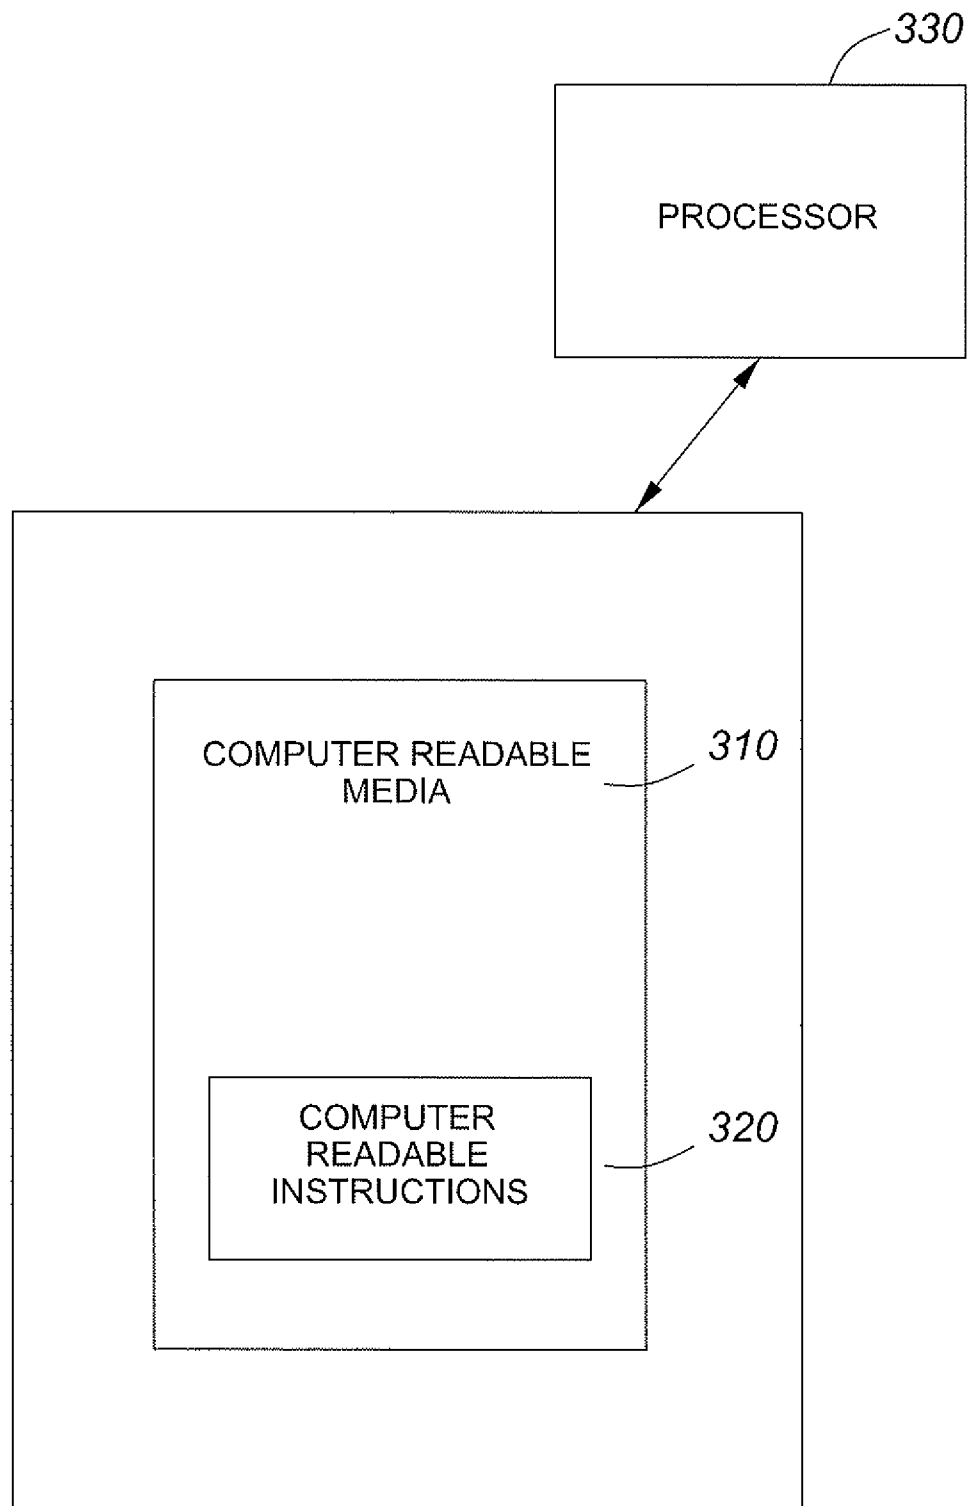 330
PROCESSOR
COMPUTER READABLE
MEDIA
310
COMPUTER
READABLE
INSTRUCTIONS
320